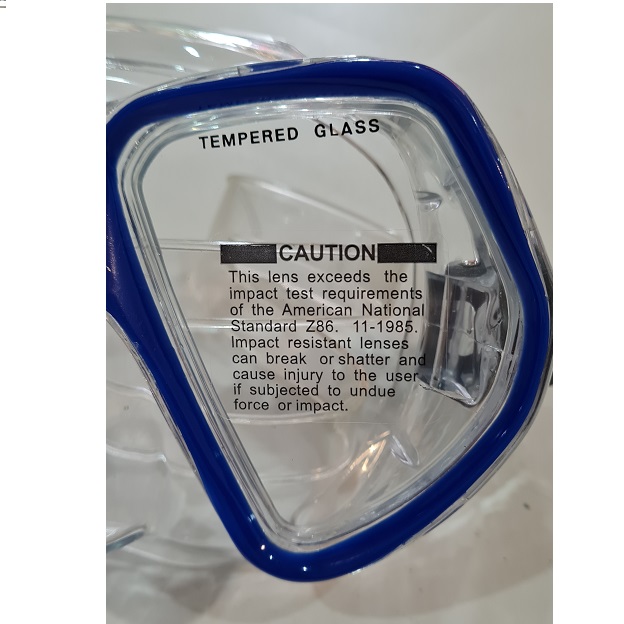 TEMPERED GLASS
CAUTION
This lens exceeds the
impact test requirements
of the American National
Standard Z86. 11-1985.
Impact resistant lenses
can break or shatter and
cause injury to the user
if subjected to undue
force or impact.